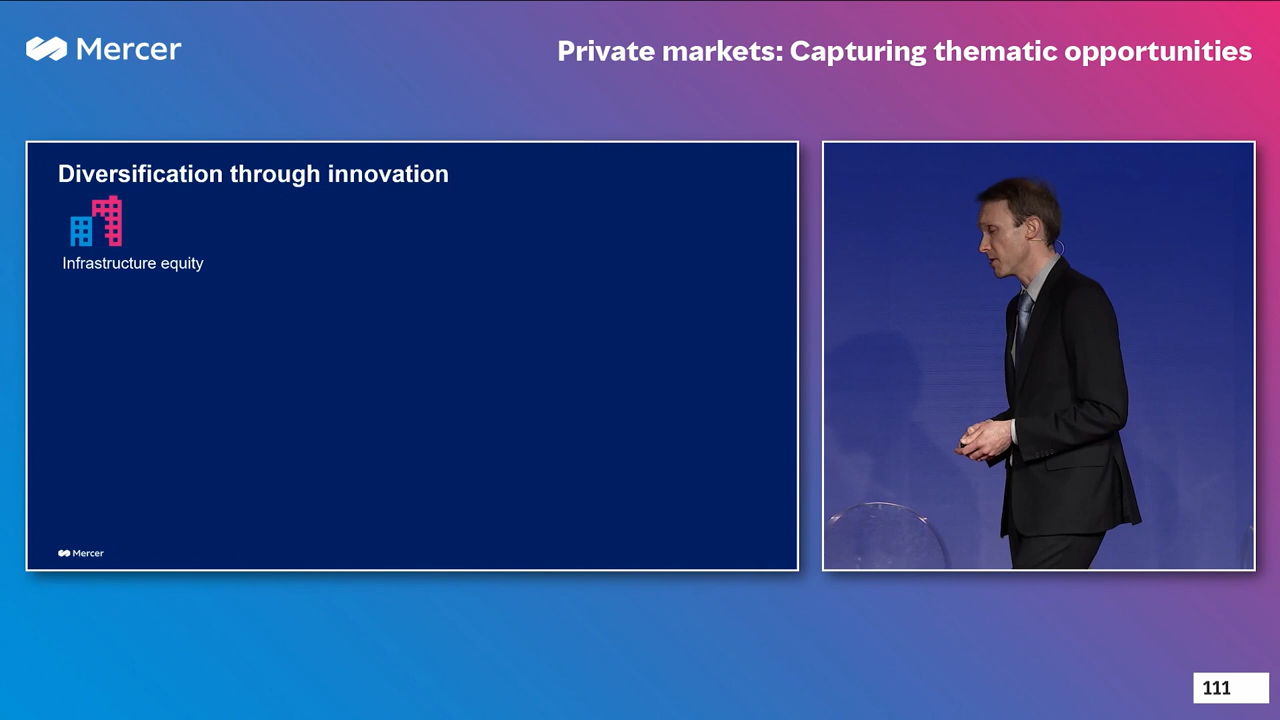 Mercer
Private markets: Capturing thematic opportunities
Diversification through innovation
Infrastructure equity
Mercer
111